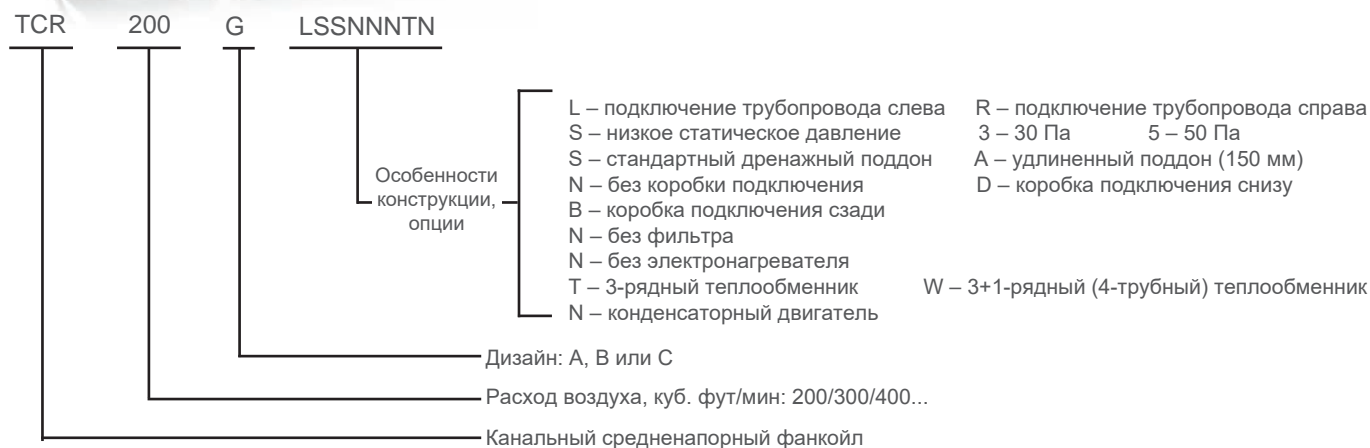 TCR 200 G LSSNNNTN
L – подключение трубопровода слева R – подключение трубопровода справа
S – низкое статическое давление 3 – 30 Па 5 – 50 Па
S – стандартный дренажный поддон A – удлиненный поддон (150 мм)
N – без коробки подключения D – коробка подключения снизу
B – коробка подключения сзади
N – без фильтра
N – без электронагревателя
T – 3-рядный теплообменник W – 3+1-рядный (4-трубный) теплообменник
N – конденсаторный двигатель
Особенности
конструкции,
опции
Дизайн: A, B или C
Расход воздуха, куб. фут/мин: 200/300/400...
Канальный средненапорный фанкойл